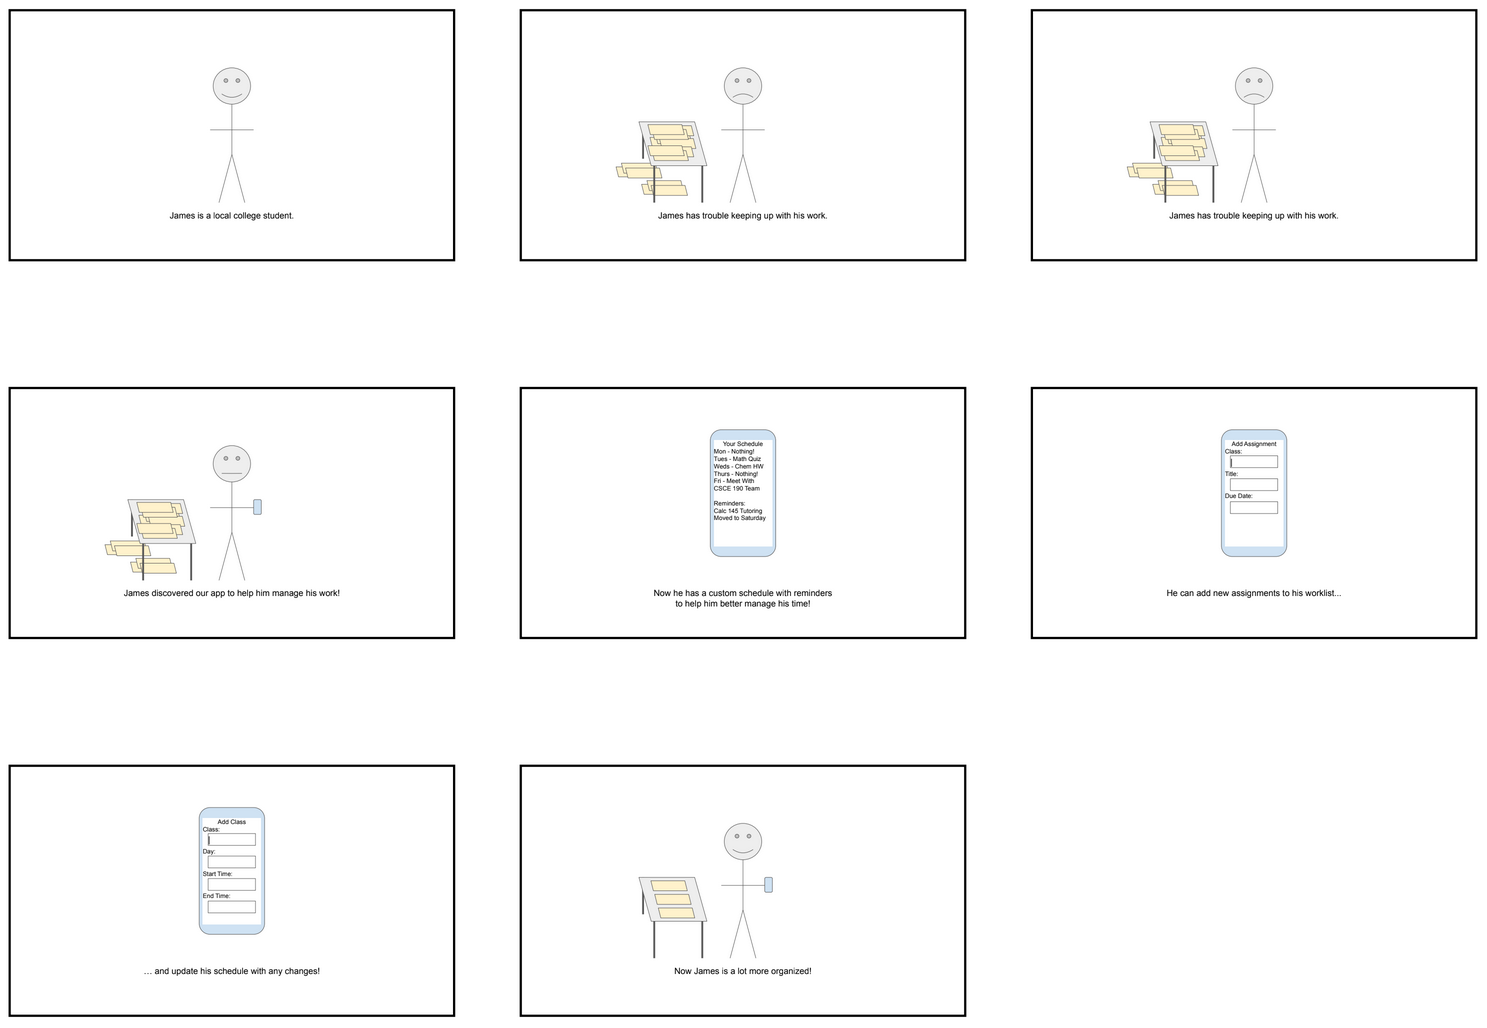 James is a local college student.
James has trouble keeping up with his work.
James has trouble keeping up with his work.
James discovered our app to help him manage his work!
Your Schedule
Mon - Nothing!
Tues - Math Quiz
Weds - Chem HW
Thurs - Nothing!
Fri - Meet With
CSCE 190 Team
Reminders:
Calc 145 Tutoring
Moved to Saturday
Now he has a custom schedule with reminders
to help him better manage his time!
Add Assignment
Class:
Title:
Due Date:
He can add new assignments to his worklist...
Add Class
Class:
Day:
Start Time:
End Time:
... and update his schedule with any changes!
Now James is a lot more organized!